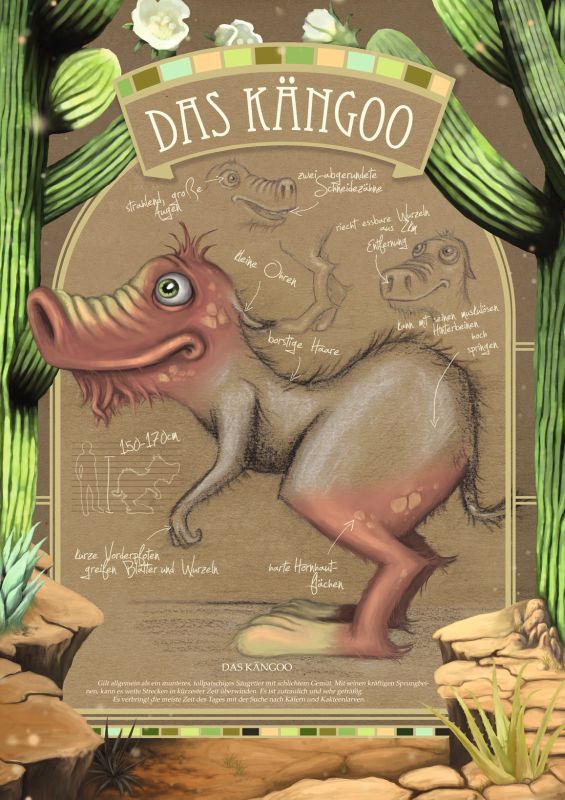 DAS KÄNGOO
strahlend, große
Augen
zwei abgerundete
Schneidezähne
riecht essbare Wurzeln
aus 2km
Entfernung
kleine Ohren
kann mit seinen muskulösen
Hinterbeinen
hoch
springen
borstige Haare
150-170cm
kurze Vorderpfoten
greifen Blätter und Wurzeln
harte Hornhaut-
flächen
DAS KÄNGOO
Gilt allgemein als ein munteres, tollpatschiges Säugetier mit schlichtem Gemüt. Mit seinen kräftigen Sprungbei-
nen, kann es weite Strecken in kürzester Zeit überwinden. Es ist zutraulich und sehr gefräßig.
Es verbringt die meiste Zeit des Tages mit der Suche nach Käfern und Kakteenlarven.